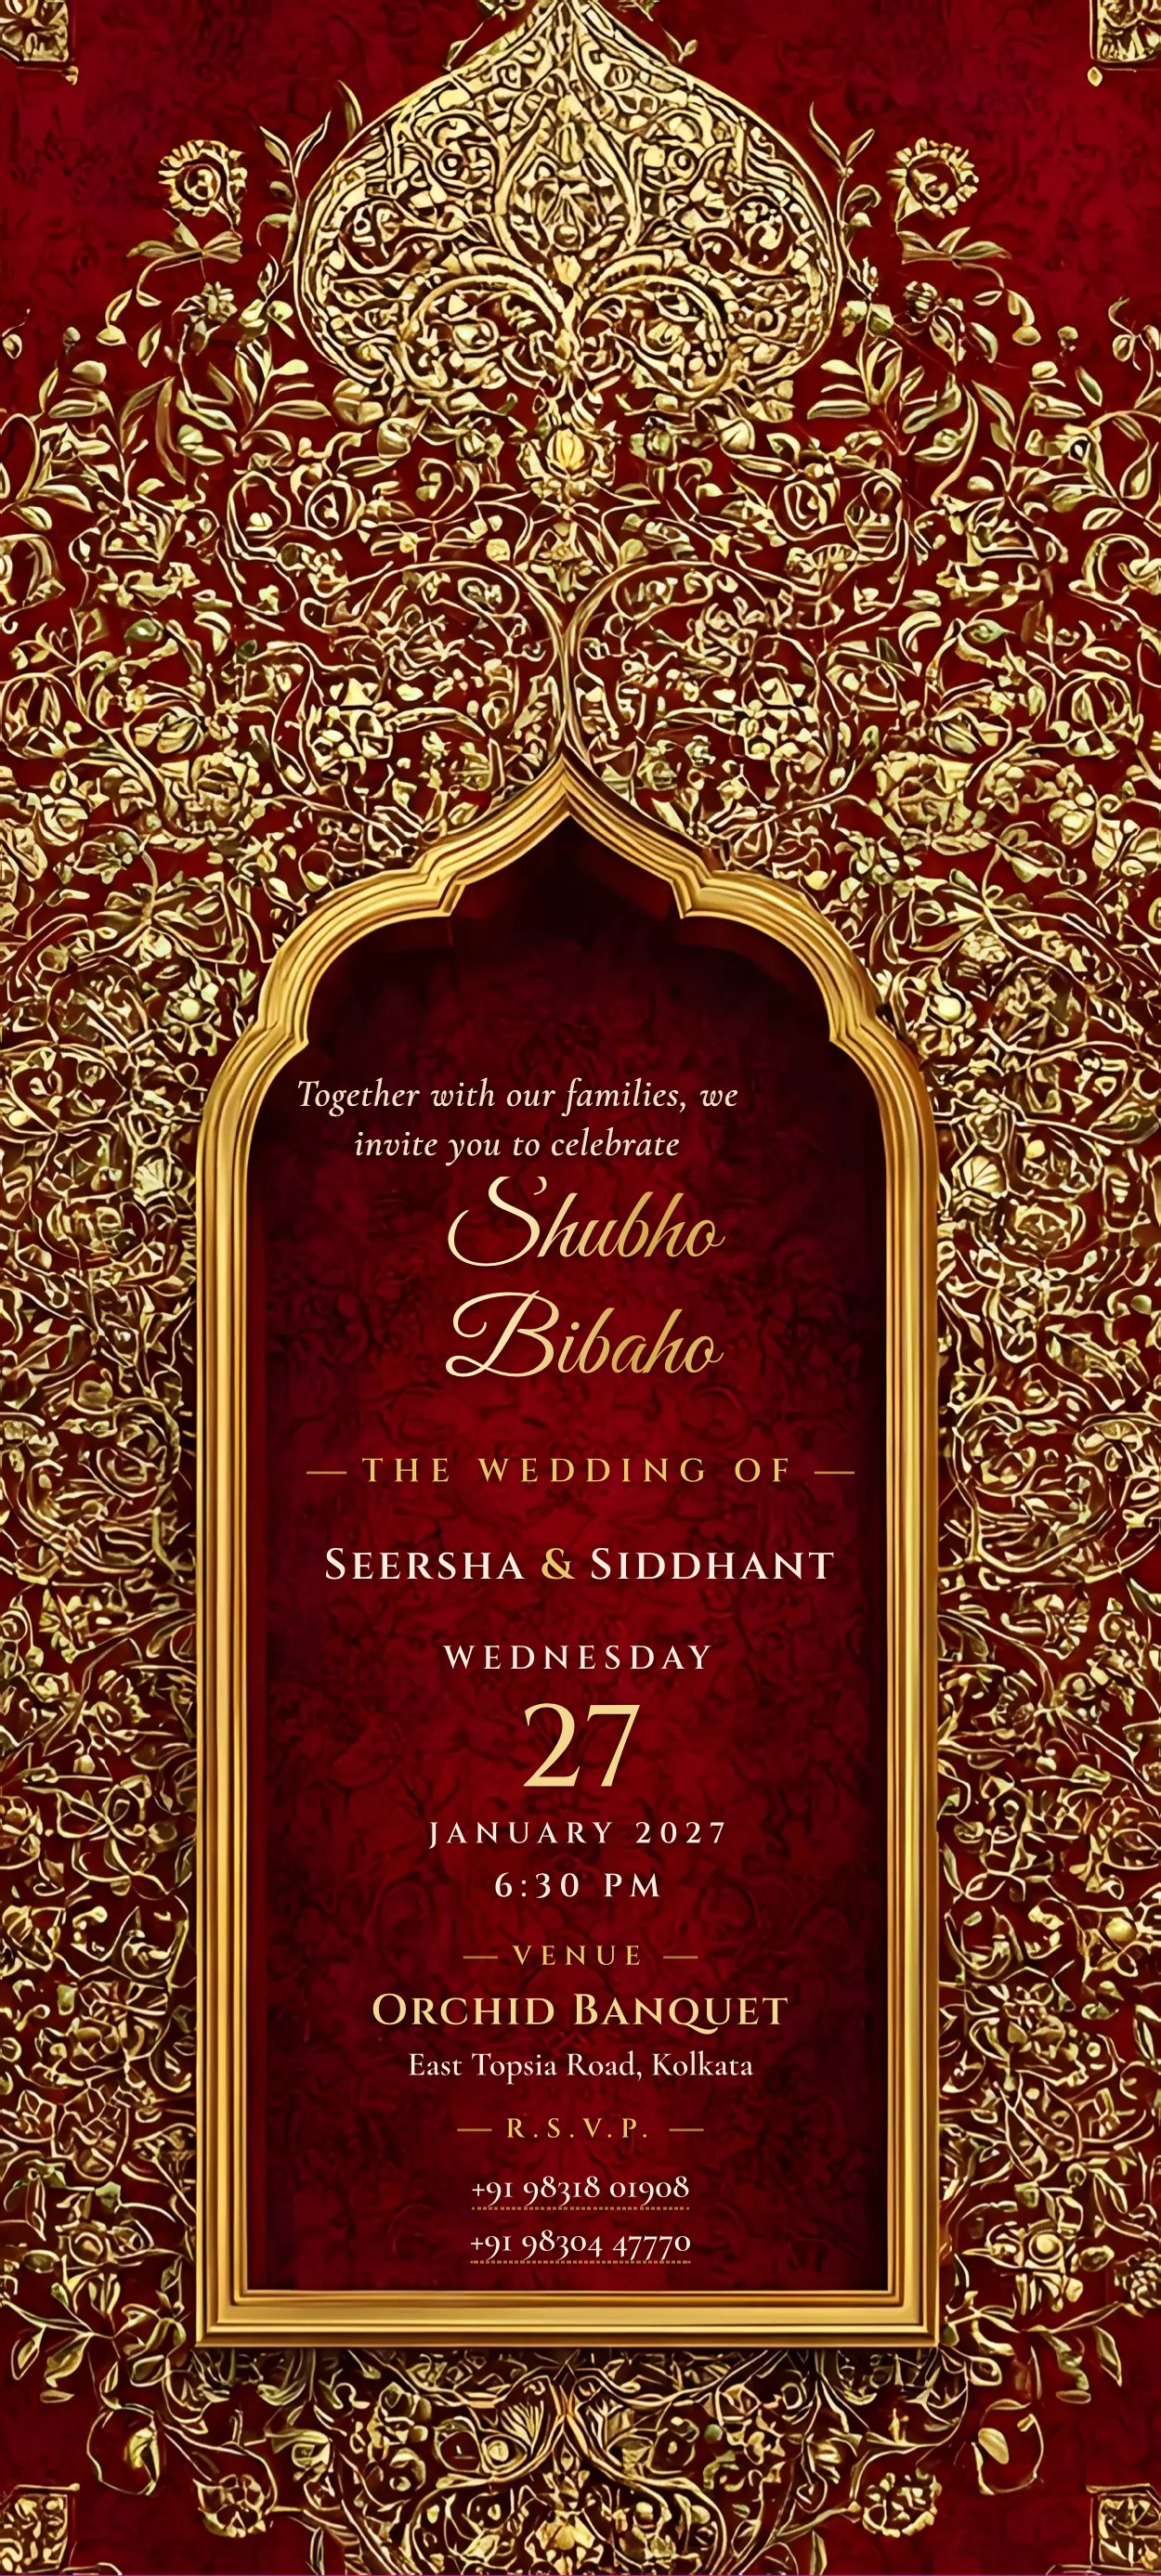 Together with our families, we
invite you to celebrate
Shubho
Bibaho
— THE WEDDING OF —
SEERSHA & SIDDHANT
WEDNESDAY
27
JANUARY 2027
6:30 PM
— VENUE —
ORCHID BANQUET
East Topsia Road, Kolkata
— R.S.V.P. —
+91 98318 01908
+91 98304 47770